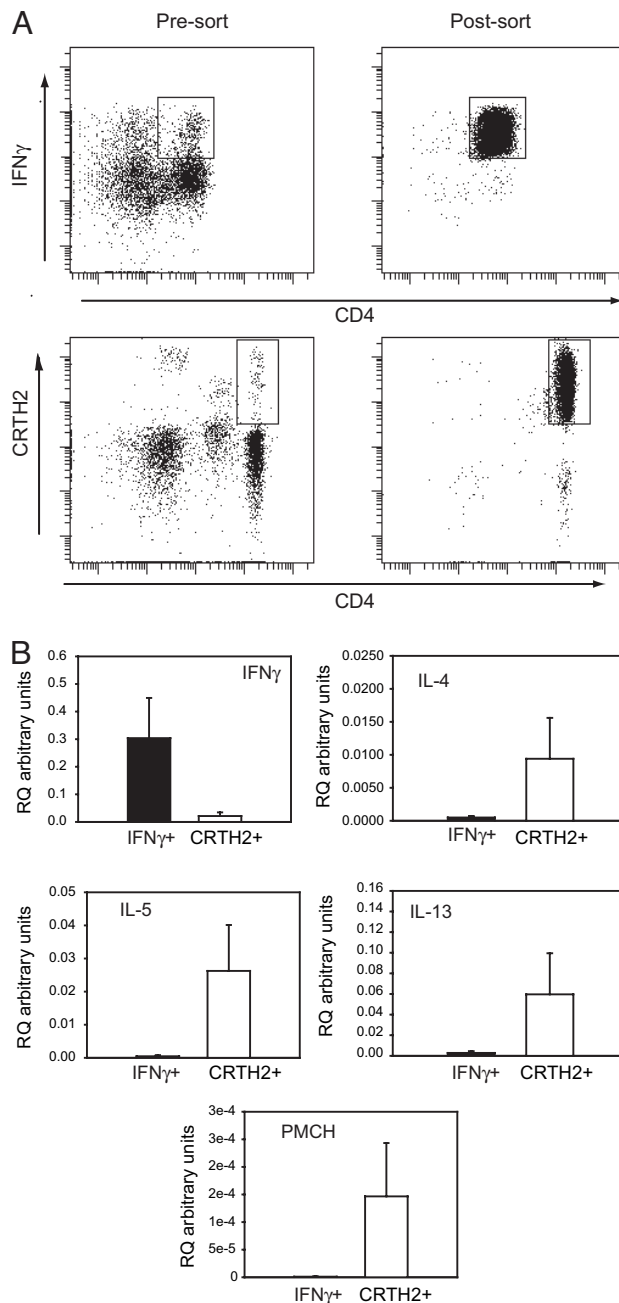 A
Pre-sort
Post-sort
IFNγ
CD4
CRTH2
CD4
B
RQ arbitrary units
0.6
0.5
0.4
0.3
0.2
0.1
0.0
IFNγ
IFNγ+ CRTH2+
RQ arbitrary units
0.0250
0.0200
0.0150
0.0100
0.0050
0.0000
IL-4
IFNγ+ CRTH2+
RQ arbitrary units
0.05
0.04
0.03
0.02
0.01
0.00
IL-5
IFNγ+ CRTH2+
RQ arbitrary units
0.16
0.14
0.12
0.10
0.08
0.06
0.04
0.02
0.00
IL-13
IFNγ+ CRTH2+
RQ arbitrary units
3e-4
3e-4
2e-4
2e-4
5e-5
0
PMCH
IFNγ+ CRTH2+